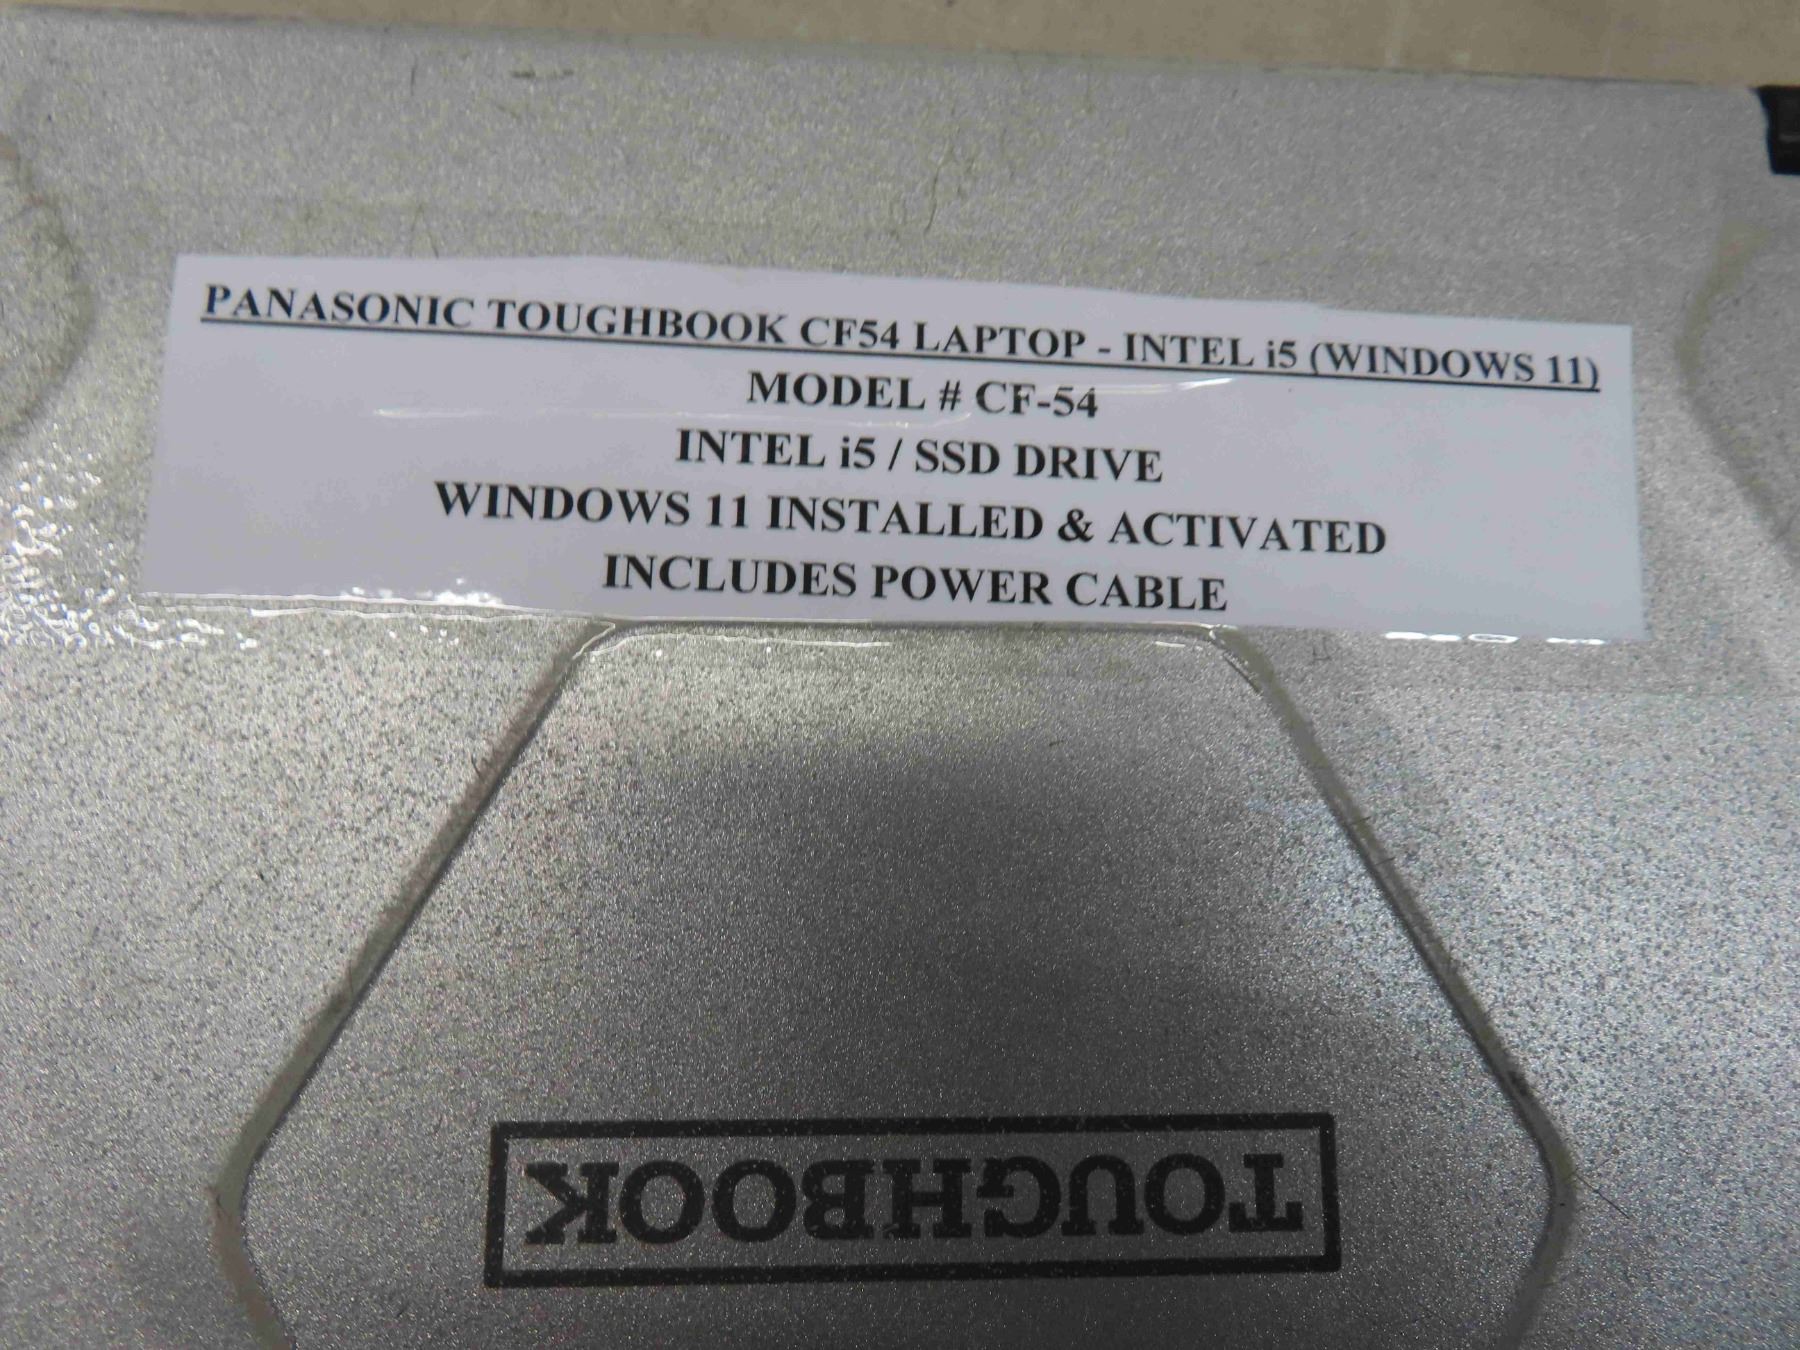 PANASONIC TOUGHBOOK CF54 LAPTOP - INTEL i5 (WINDOWS 11)
MODEL # CF-54
INTEL i5 / SSD DRIVE
WINDOWS 11 INSTALLED & ACTIVATED
INCLUDES POWER CABLE
TOUGHBOOK